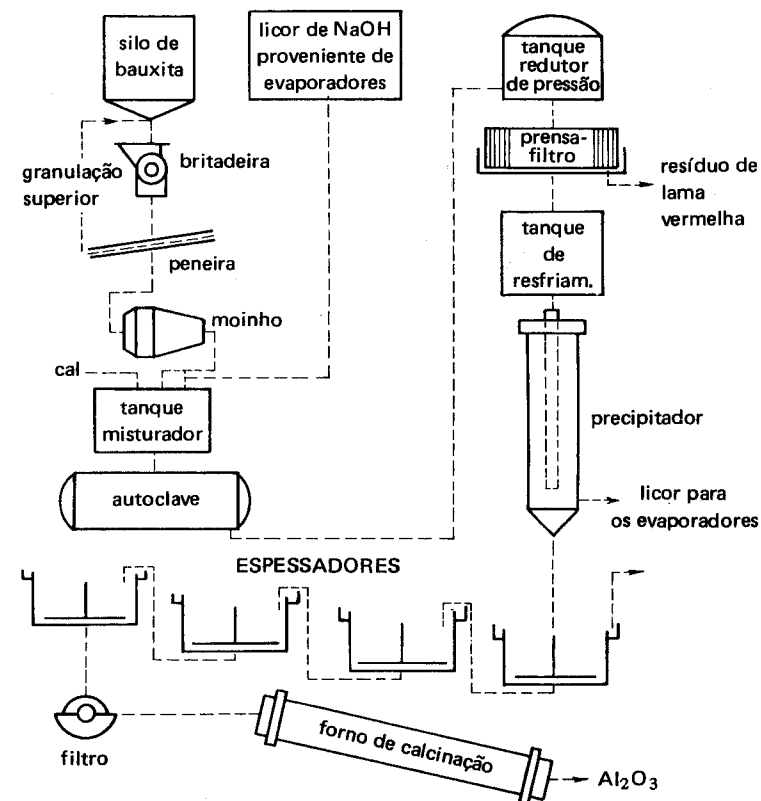 silo de
bauxita
licor de NaOH
proveniente de
evaporadores
tanque
redutor
de pressão
granulação
superior
britadeira
prensa-
filtro
resíduo de
lama
vermelha
peneira
tanque
de
resfriam.
moinho
cal
tanque
misturador
precipitador
autoclave
licor para
os evaporadores
ESPESSADORES
filtro
forno de calcinação
Al₂O₃